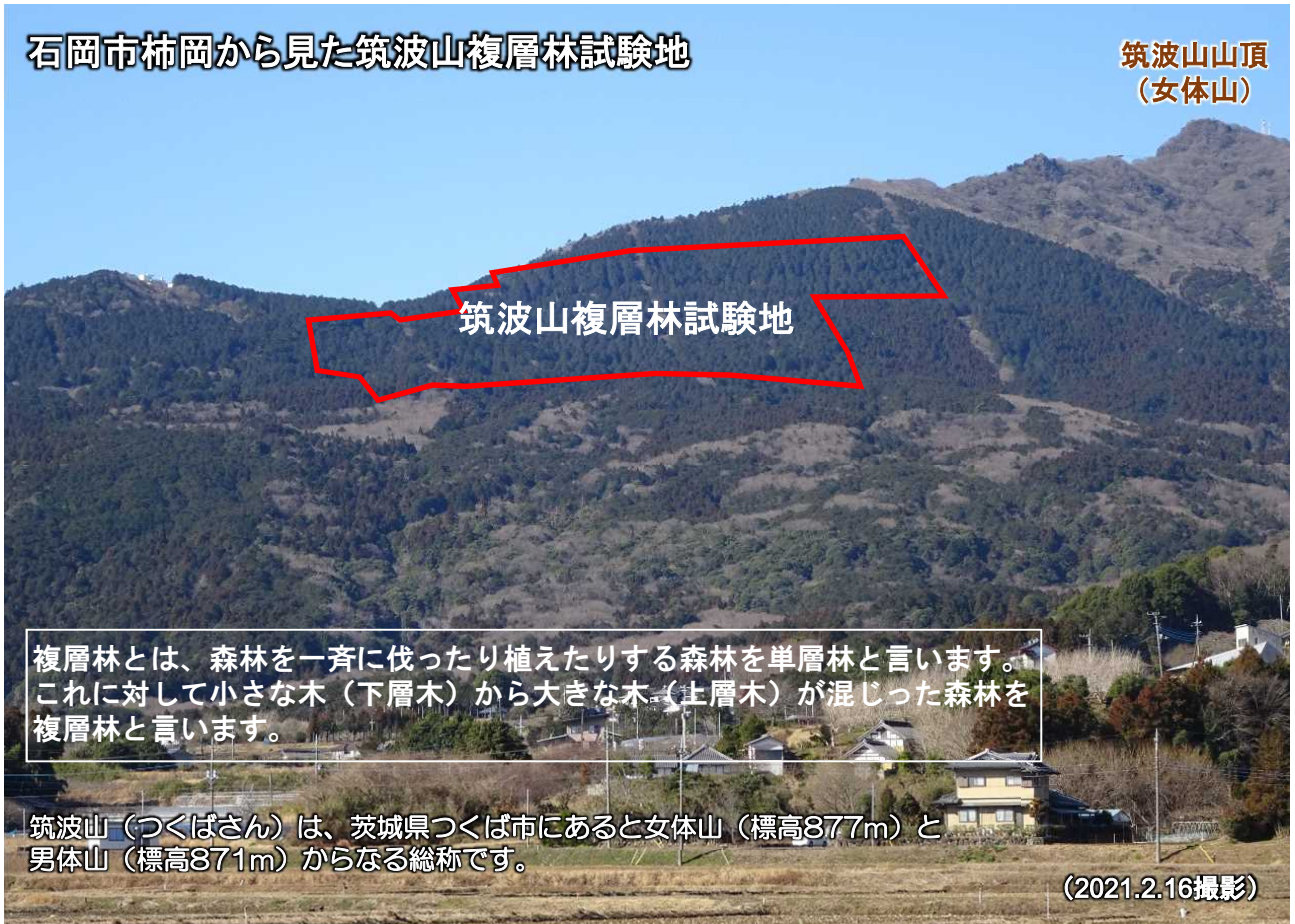 石岡市柿岡から見た筑波山複層林試験地
筑波山山頂
（女体山）
筑波山複層林試験地
複層林とは、森林を一斉に伐ったり植えたりする森林を単層林と言います。
これに対して小さな木（下層木）から大きな木（上層木）が混じった森林を
複層林と言います。
筑波山（つくばさん）は、茨城県つくば市にあると女体山（標高877m）と
男体山（標高871m）からなる総称です。
（2021.2.16撮影）